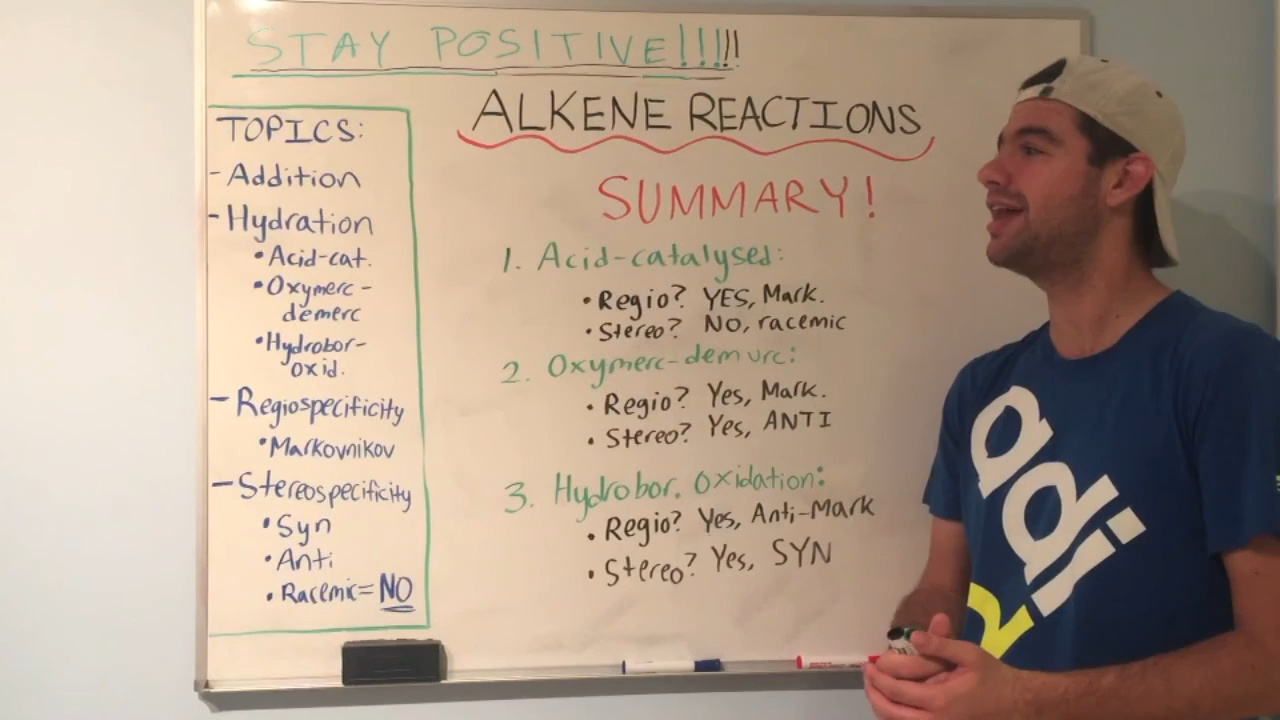 STAY POSITIVE!!!!!!
TOPICS:
- Addition
- Hydration
• Acid-cat.
• Oxymerc-
demerc
• Hydrobor-
oxid.
- Regiospecificity
• Markovnikov
- Stereospecificity
• Syn
• Anti
• Racemic = NO
ALKENE REACTIONS
SUMMARY!
1. Acid-catalysed:
• Regio? YES, Mark.
• Stereo? NO, racemic
2. Oxymerc-demurc:
• Regio? Yes, Mark.
• Stereo? Yes, ANTI
3. Hydrobor. Oxidation:
• Regio? Yes, Anti-Mark
• Stereo? Yes, SYN
adi